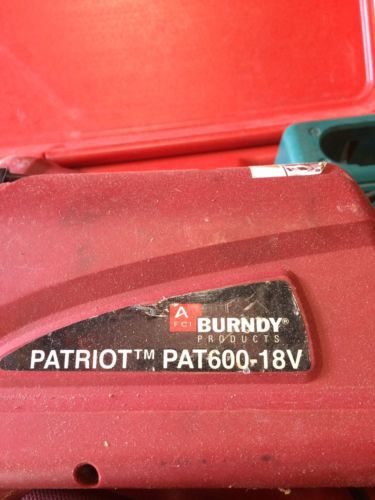 A
FCI
BURNDY®
PRODUCTS
PATRIOT™ PAT600-18V